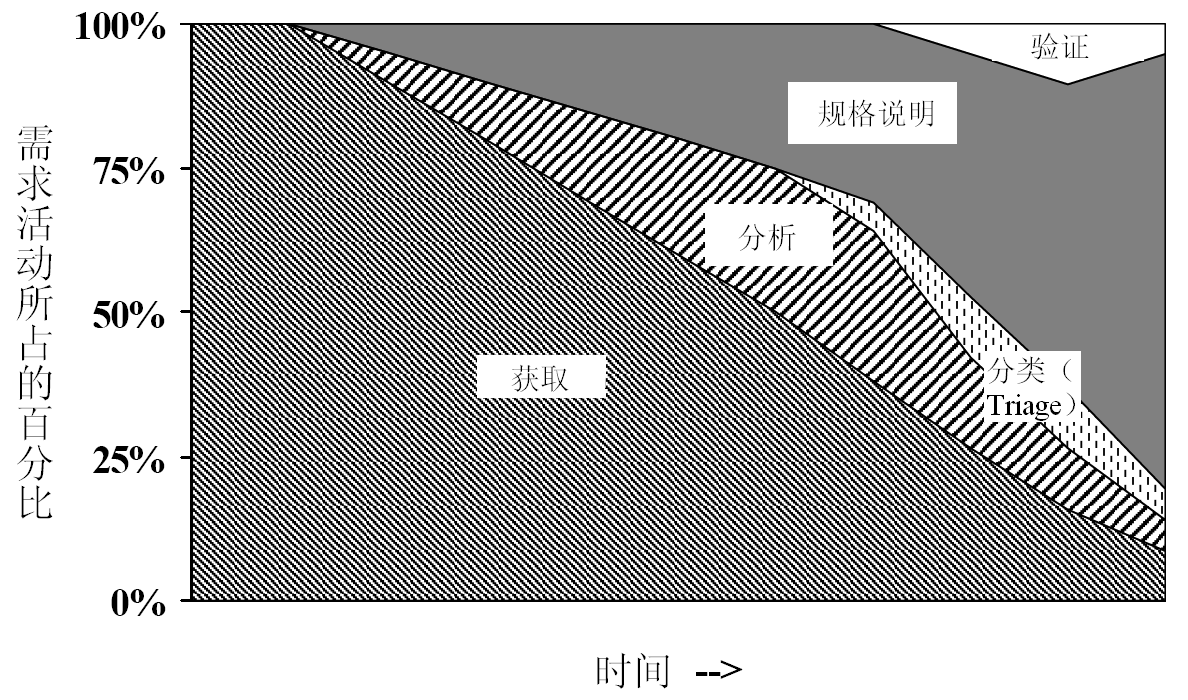 100%
75%
50%
25%
0%
需求活动所占的百分比
验证
规格说明
分析
获取
分类（
Triage）
时间 -->